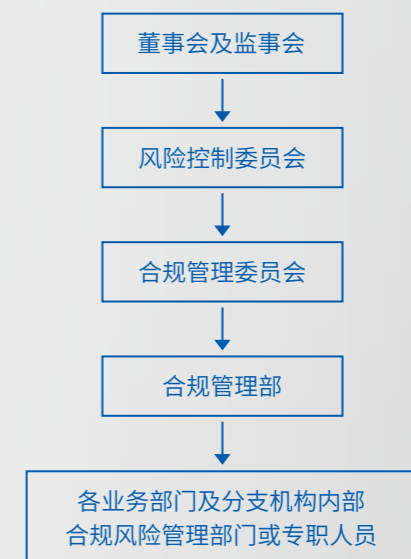 董事会及监事会
风险控制委员会
合规管理委员会
合规管理部
各业务部门及分支机构内部
合规风险管理部门或专职人员